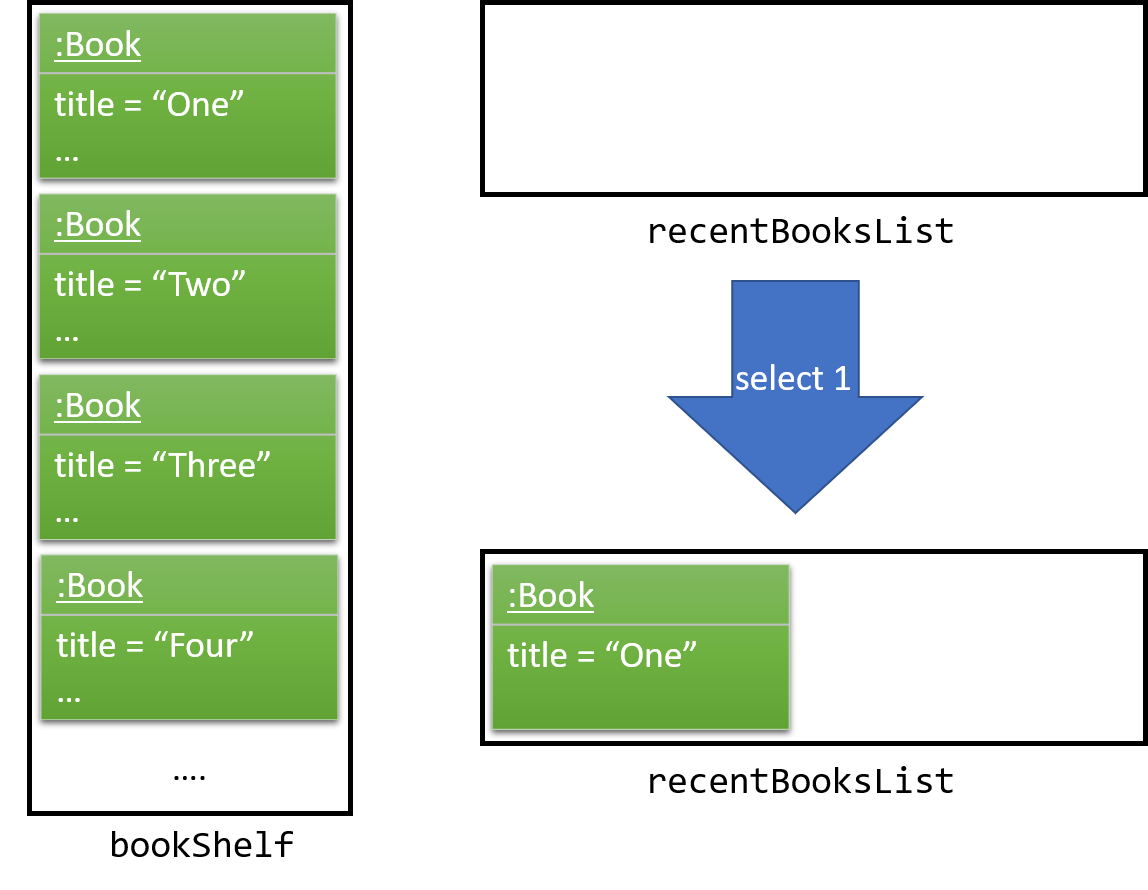 :Book
title = “One”
...
:Book
title = “Two”
...
:Book
title = “Three”
...
:Book
title = “Four”
...
....
bookShelf
recentBooksList
select 1
:Book
title = “One”
recentBooksList